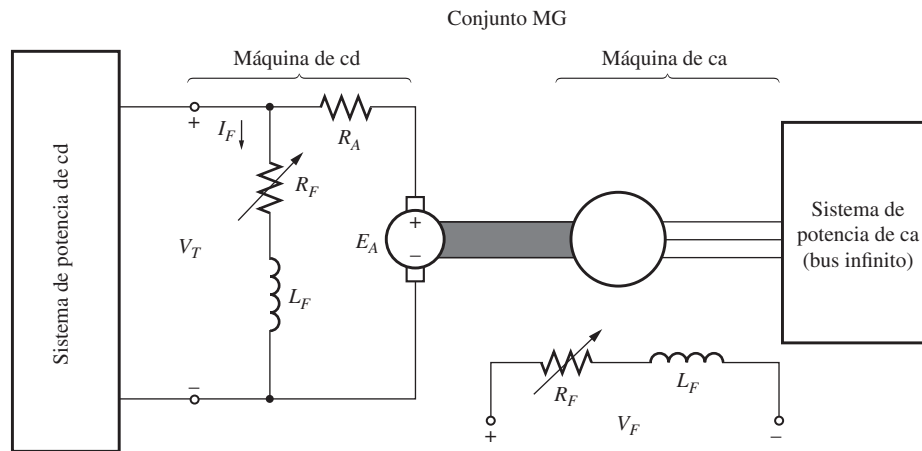 Conjunto MG
Máquina de cd
Máquina de ca
Sistema de potencia de cd
+
I_F
R_A
R_F
V_T
E_A
+
−
L_F
−
Sistema de
potencia de ca
(bus infinito)
R_F
L_F
+
V_F
−